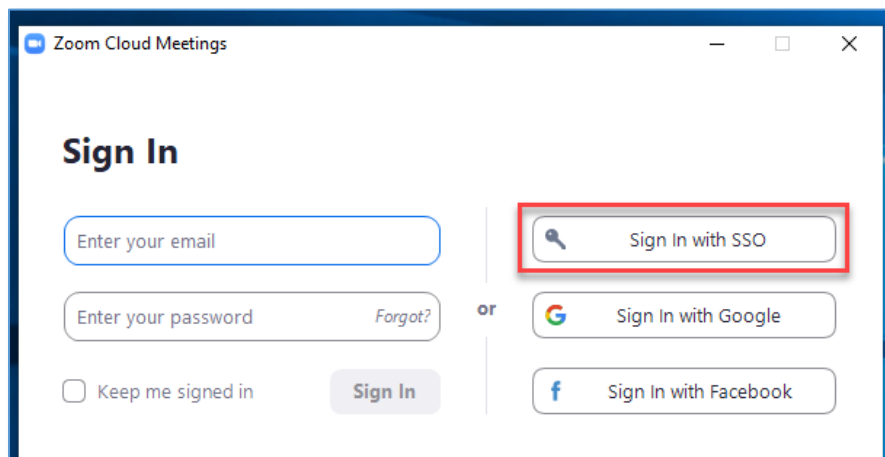 Zoom Cloud Meetings
Sign In
Enter your email
Enter your password
Forgot?
Keep me signed in
Sign In
or
Sign In with SSO
Sign In with Google
Sign In with Facebook